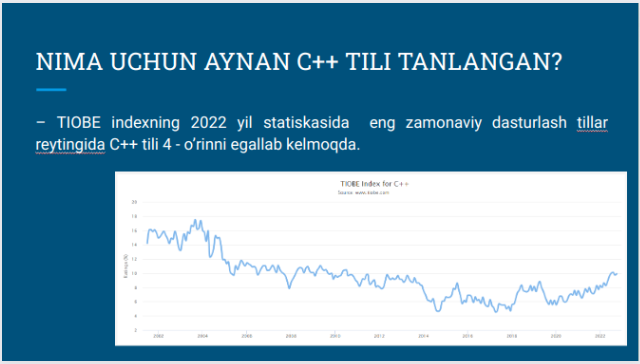 NIMA UCHUN AYNAN C++ TILI TANLANGAN?
– TIOBE indexning 2022 yil statiskasida eng zamonaviy dasturlash tillar
reytingida C++ tili 4 - o’rinni egallab kelmoqda.
TIOBE Index for C++
Source: www.tiobe.com
20
18
16
14
12
10
8
6
4
2
Ratings (%)
2002 2004 2006 2008 2010 2012 2014 2016 2018 2020 2022